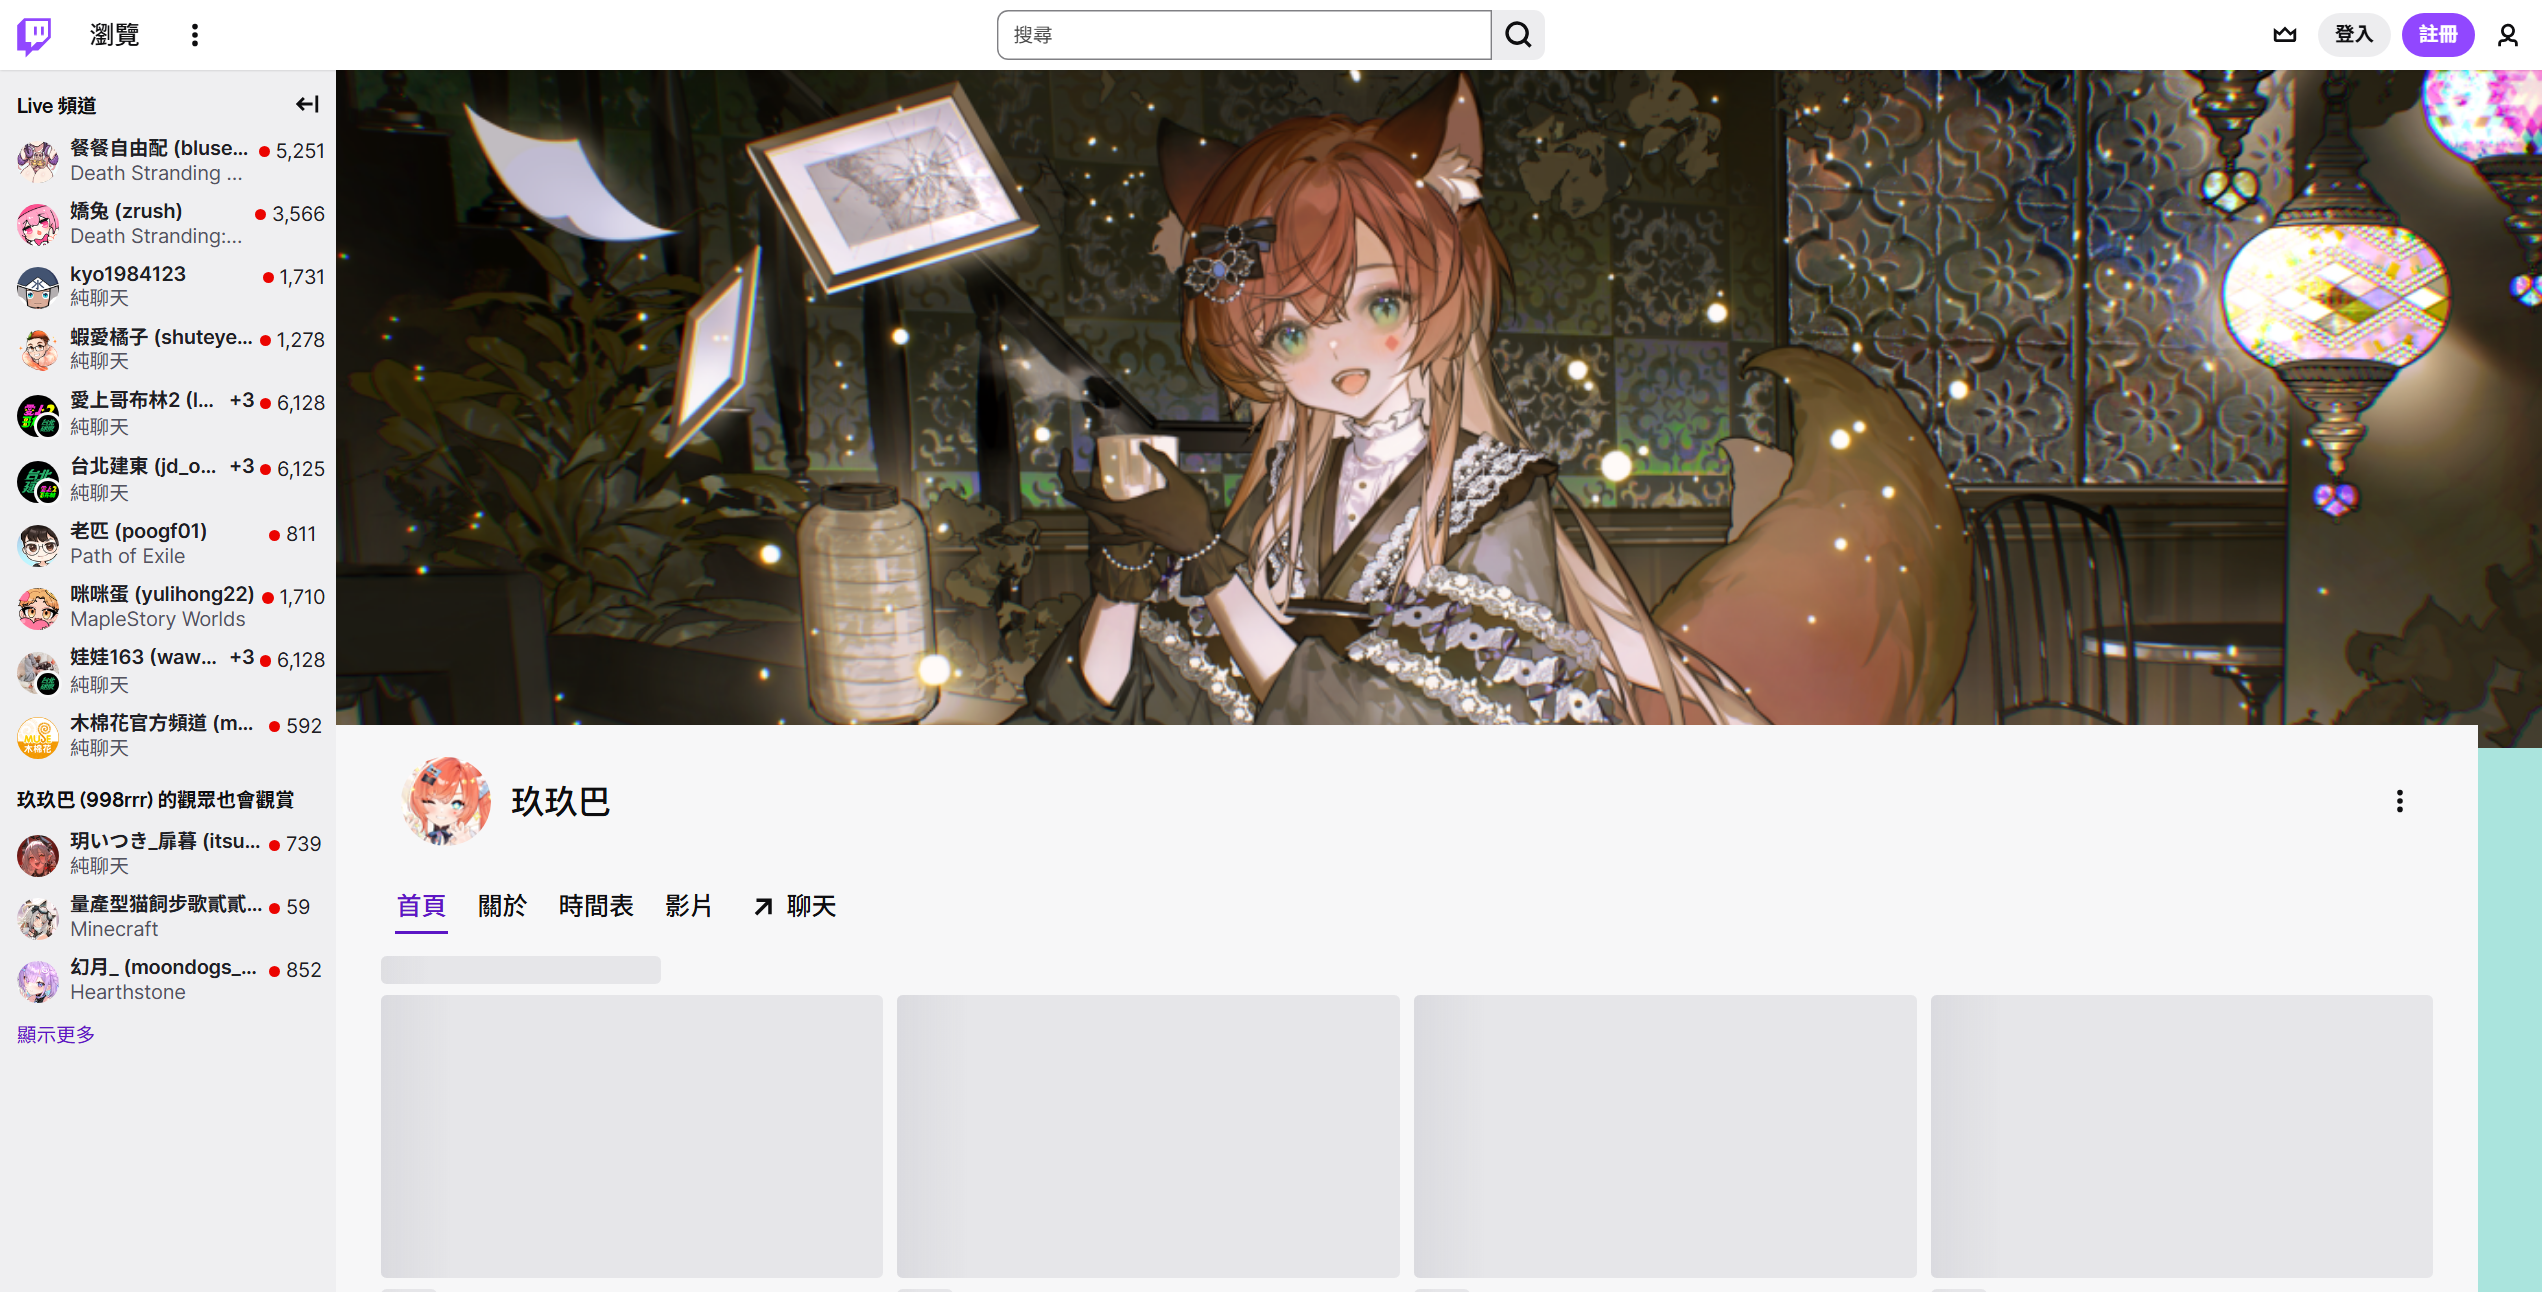 瀏覽
搜尋
登入
註冊
Live 頻道
餐餐自由配 (bluse... 5,251
Death Stranding ...
嬌兔 (zrush) 3,566
Death Stranding:...
kyo1984123 1,731
純聊天
蝦愛橘子 (shuteye... 1,278
純聊天
愛上哥布林2 (l... +3 6,128
純聊天
台北建東 (jd_o... +3 6,125
純聊天
老匹 (poogf01) 811
Path of Exile
咪咪蛋 (yulihong22) 1,710
MapleStory Worlds
娃娃163 (waw... +3 6,128
純聊天
木棉花官方頻道 (m... 592
純聊天
玖玖巴 (998rrr) 的觀眾也會觀賞
玥いつき_扉暮 (itsu... 739
純聊天
量產型猫飼步歌貳貳... 59
Minecraft
幻月_ (moondogs_... 852
Hearthstone
顯示更多
玖玖巴
首頁
關於
時間表
影片
聊天